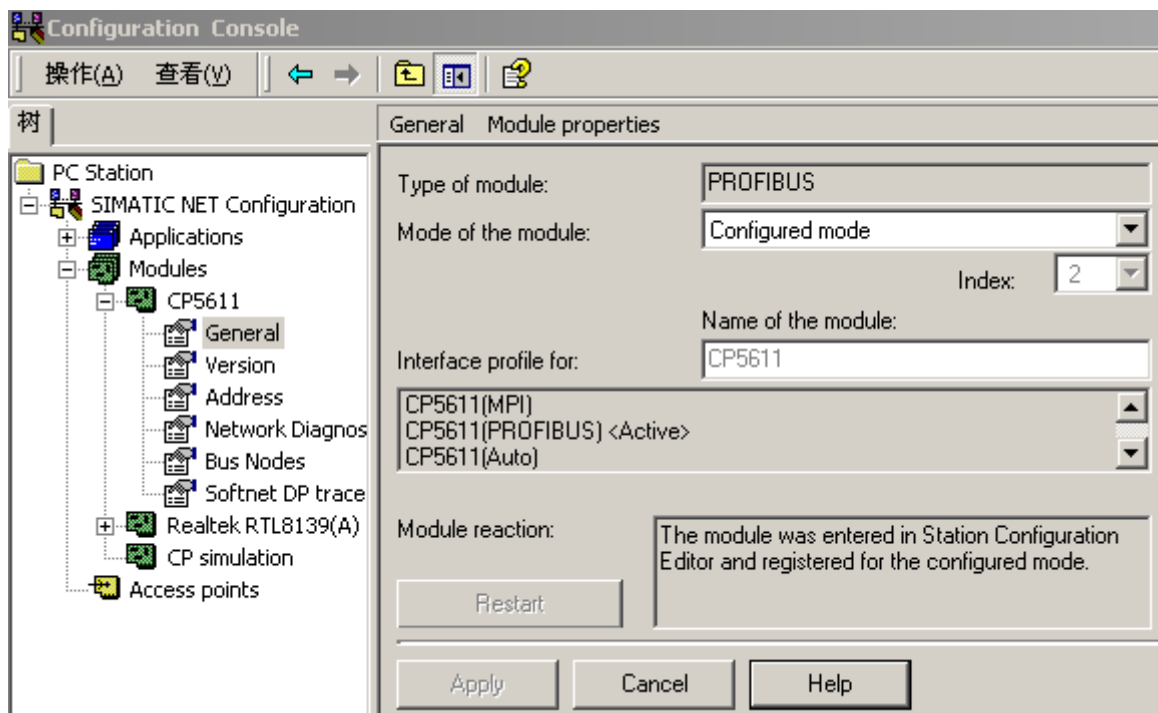 Configuration Console
操作(A) 查看(V)
树
General Module properties
PC Station
SIMATIC NET Configuration
Applications
Modules
CP5611
General
Version
Address
Network Diagnos
Bus Nodes
Softnet DP trace
Realtek RTL8139(A)
CP simulation
Access points
Type of module: PROFIBUS
Mode of the module: Configured mode
Index: 2
Name of the module:
Interface profile for: CP5611
CP5611(MPI)
CP5611(PROFIBUS) <Active>
CP5611(Auto)
Module reaction:
The module was entered in Station Configuration
Editor and registered for the configured mode.
Restart
Apply Cancel Help